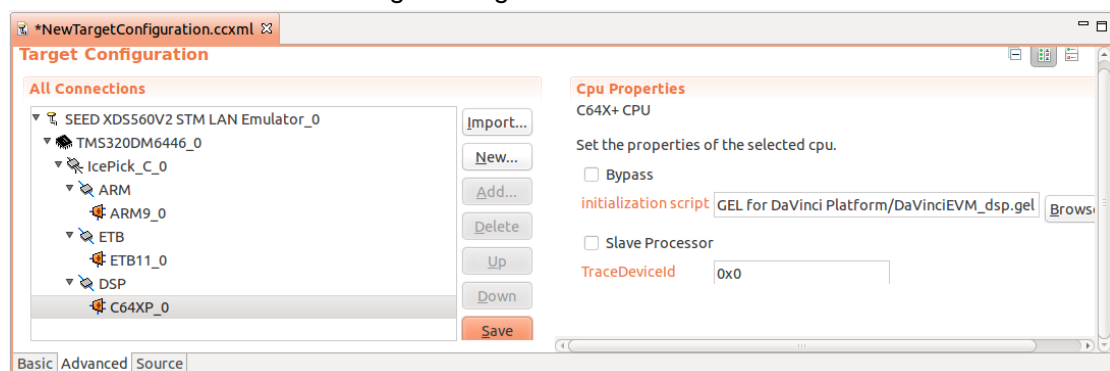 *NewTargetConfiguration.ccxml
Target Configuration
All Connections
SEED XDS560V2 STM LAN Emulator_0
TMS320DM6446_0
IcePick_C_0
ARM
ARM9_0
ETB
ETB11_0
DSP
C64XP_0
Import...
New...
Add...
Delete
Up
Down
Save
Cpu Properties
C64X+ CPU
Set the properties of the selected cpu.
Bypass
initialization script GEL for DaVinci Platform/DaVinciEVM_dsp.gel Brows
Slave Processor
TraceDeviceId 0x0
Basic Advanced Source